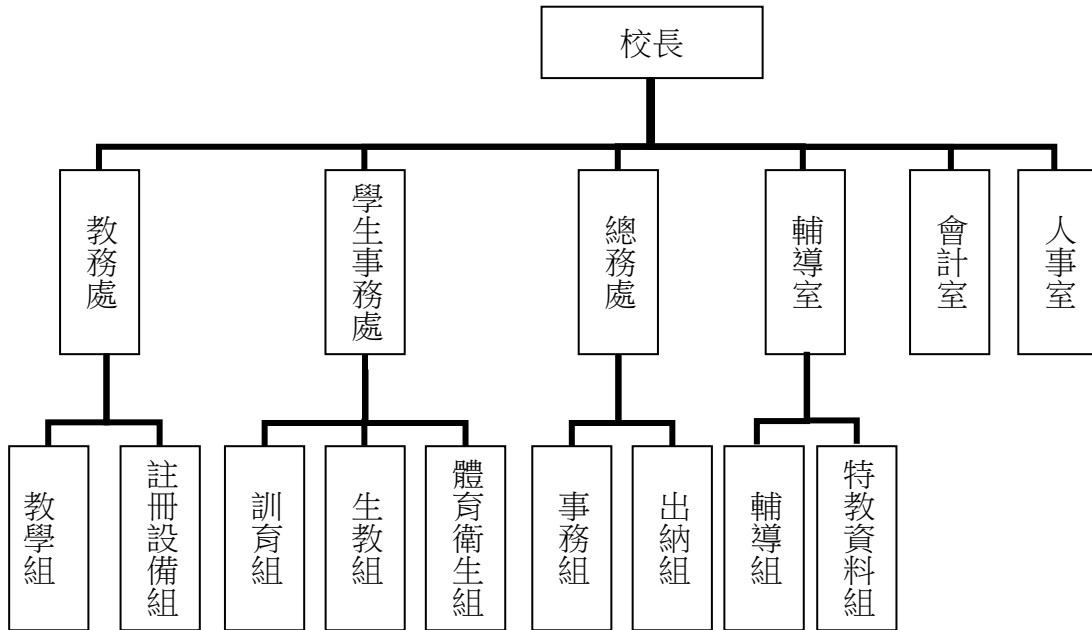 校長
教務處
學生事務處
總務處
輔導室
會計室
人事室
教學組
註冊設備組
訓育組
生教組
體育衛生組
事務組
出納組
輔導組
特教資料組